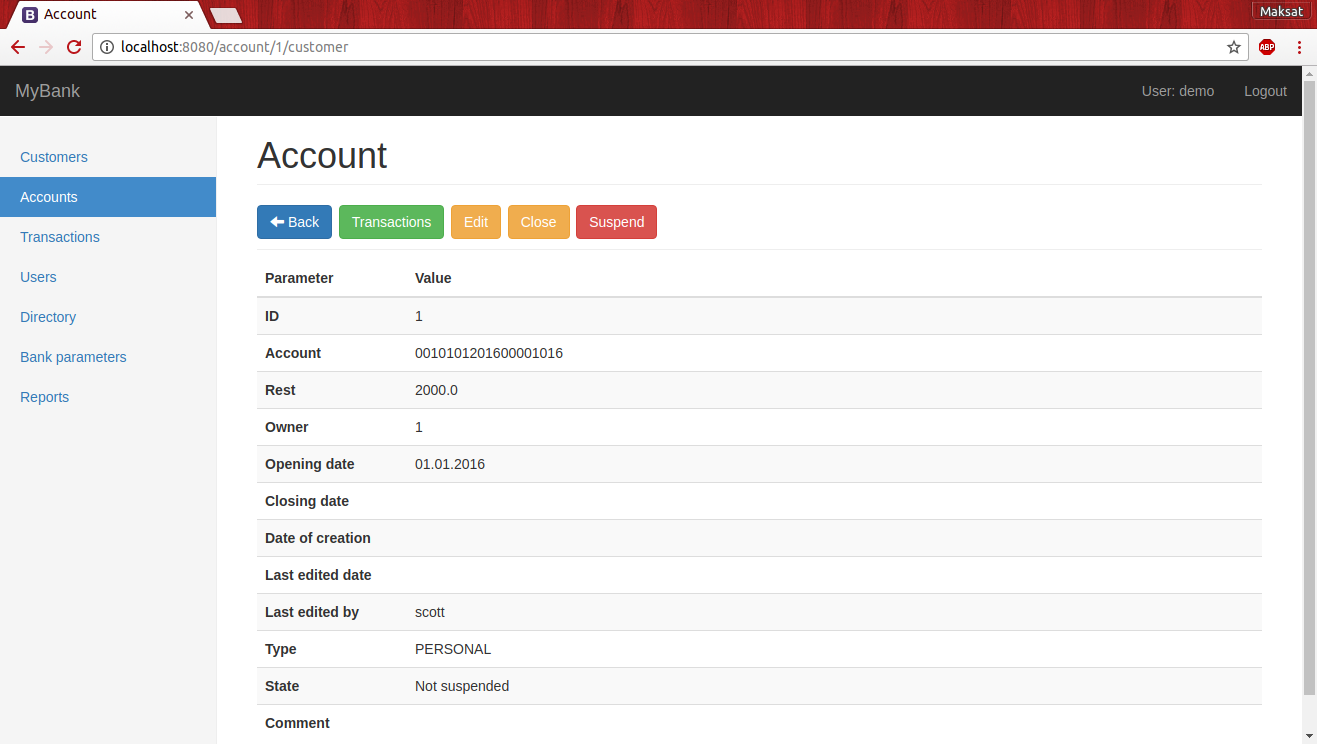 Account
Maksat
localhost:8080/account/1/customer
ABP
MyBank User: demo Logout
Customers
Accounts
Transactions
Users
Directory
Bank parameters
Reports
Account
Back Transactions Edit Close Suspend
Parameter Value
ID 1
Account 0010101201600001016
Rest 2000.0
Owner 1
Opening date 01.01.2016
Closing date
Date of creation
Last edited date
Last edited by scott
Type PERSONAL
State Not suspended
Comment